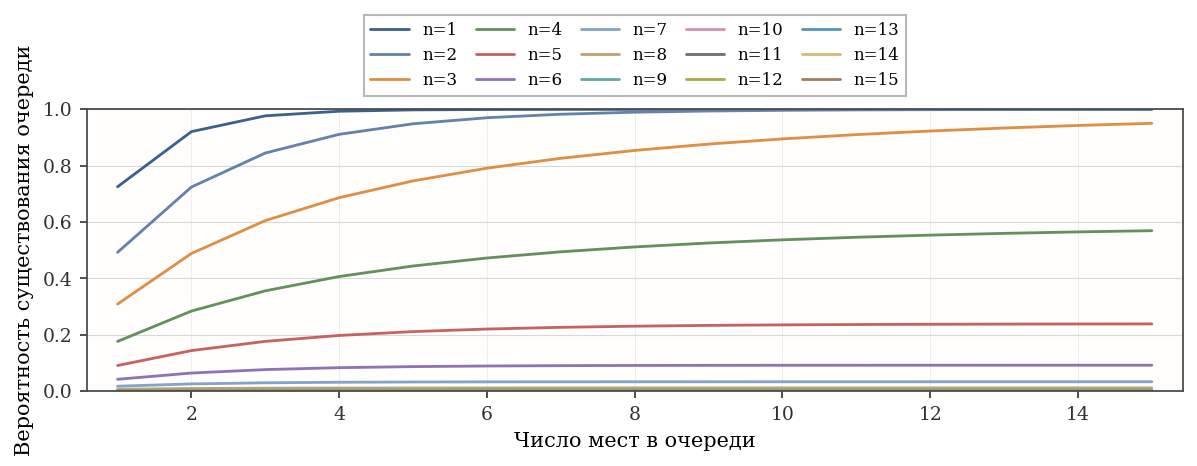 n=1 n=4 n=7 n=10 n=13
n=2 n=5 n=8 n=11 n=14
n=3 n=6 n=9 n=12 n=15
Вероятность существования очереди
1.0
0.8
0.6
0.4
0.2
0.0
2 4 6 8 10 12 14
Число мест в очереди